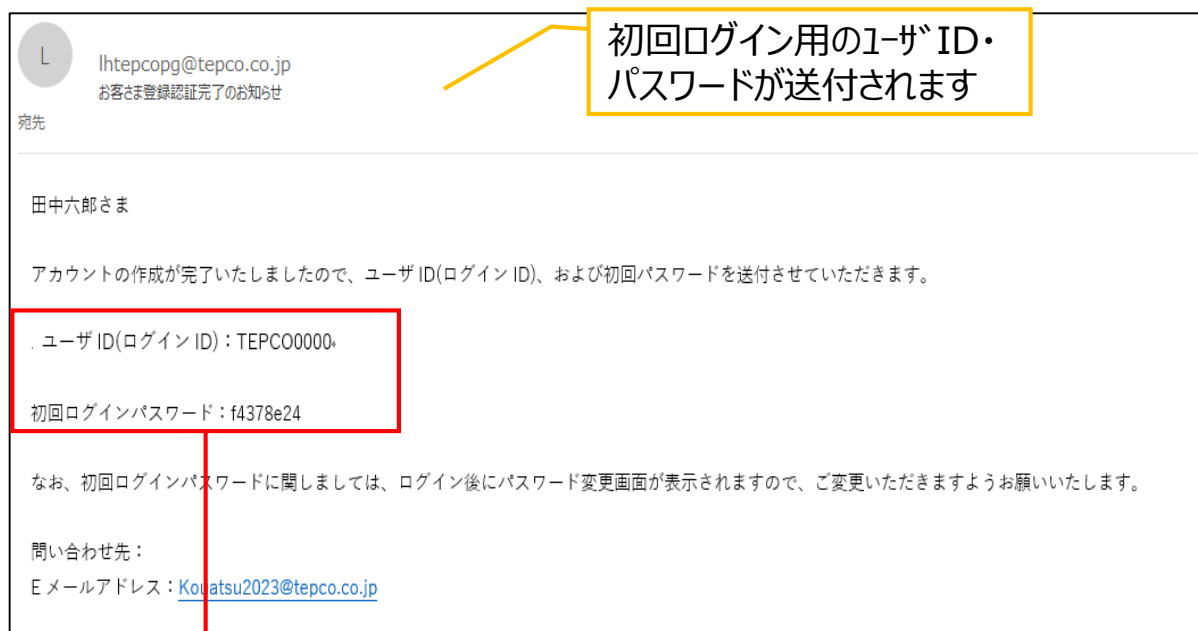 初回ログイン用のﾕｰｻﾞID・
パスワードが送付されます
L
lhtepcopg@tepco.co.jp
お客さま登録認証完了のお知らせ
宛先
田中六郎さま
アカウントの作成が完了いたしましたので、ユーザ ID(ログイン ID)、および初回パスワードを送付させていただきます。
. ユーザ ID(ログイン ID)：TEPCO0000
初回ログインパスワード：f4378e24
なお、初回ログインパスワードに関しましては、ログイン後にパスワード変更画面が表示されますので、ご変更いただきますようお願いいたします。
問い合わせ先：
E メールアドレス：Kouatsu2023@tepco.co.jp